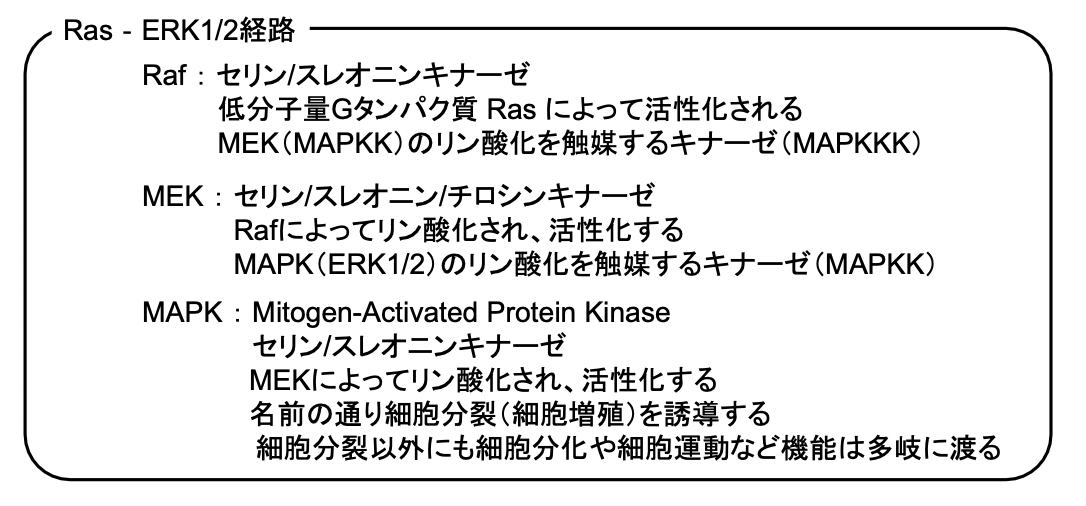 Ras - ERK1/2経路
Raf : セリン/スレオニンキナーゼ
低分子量Gタンパク質 Ras によって活性化される
MEK(MAPKK)のリン酸化を触媒するキナーゼ(MAPKKK)
MEK : セリン/スレオニン/チロシンキナーゼ
Rafによってリン酸化され、活性化する
MAPK(ERK1/2)のリン酸化を触媒するキナーゼ(MAPKK)
MAPK : Mitogen-Activated Protein Kinase
セリン/スレオニンキナーゼ
MEKによってリン酸化され、活性化する
名前の通り細胞分裂(細胞増殖)を誘導する
細胞分裂以外にも細胞分化や細胞運動など機能は多岐に渡る